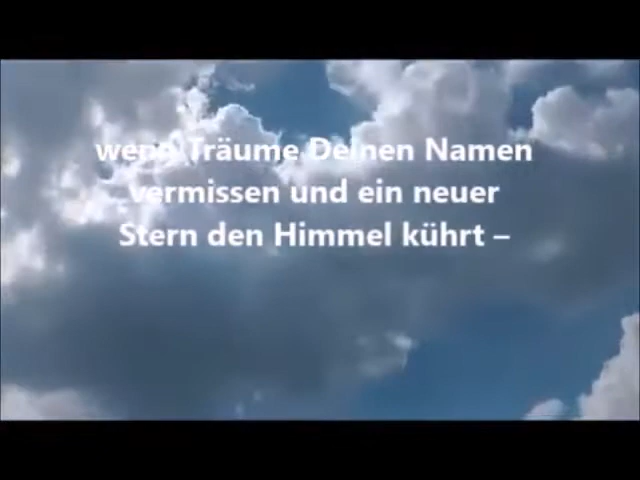 wenn Träume Deinen Namen
vermissen und ein neuer
Stern den Himmel kührt –